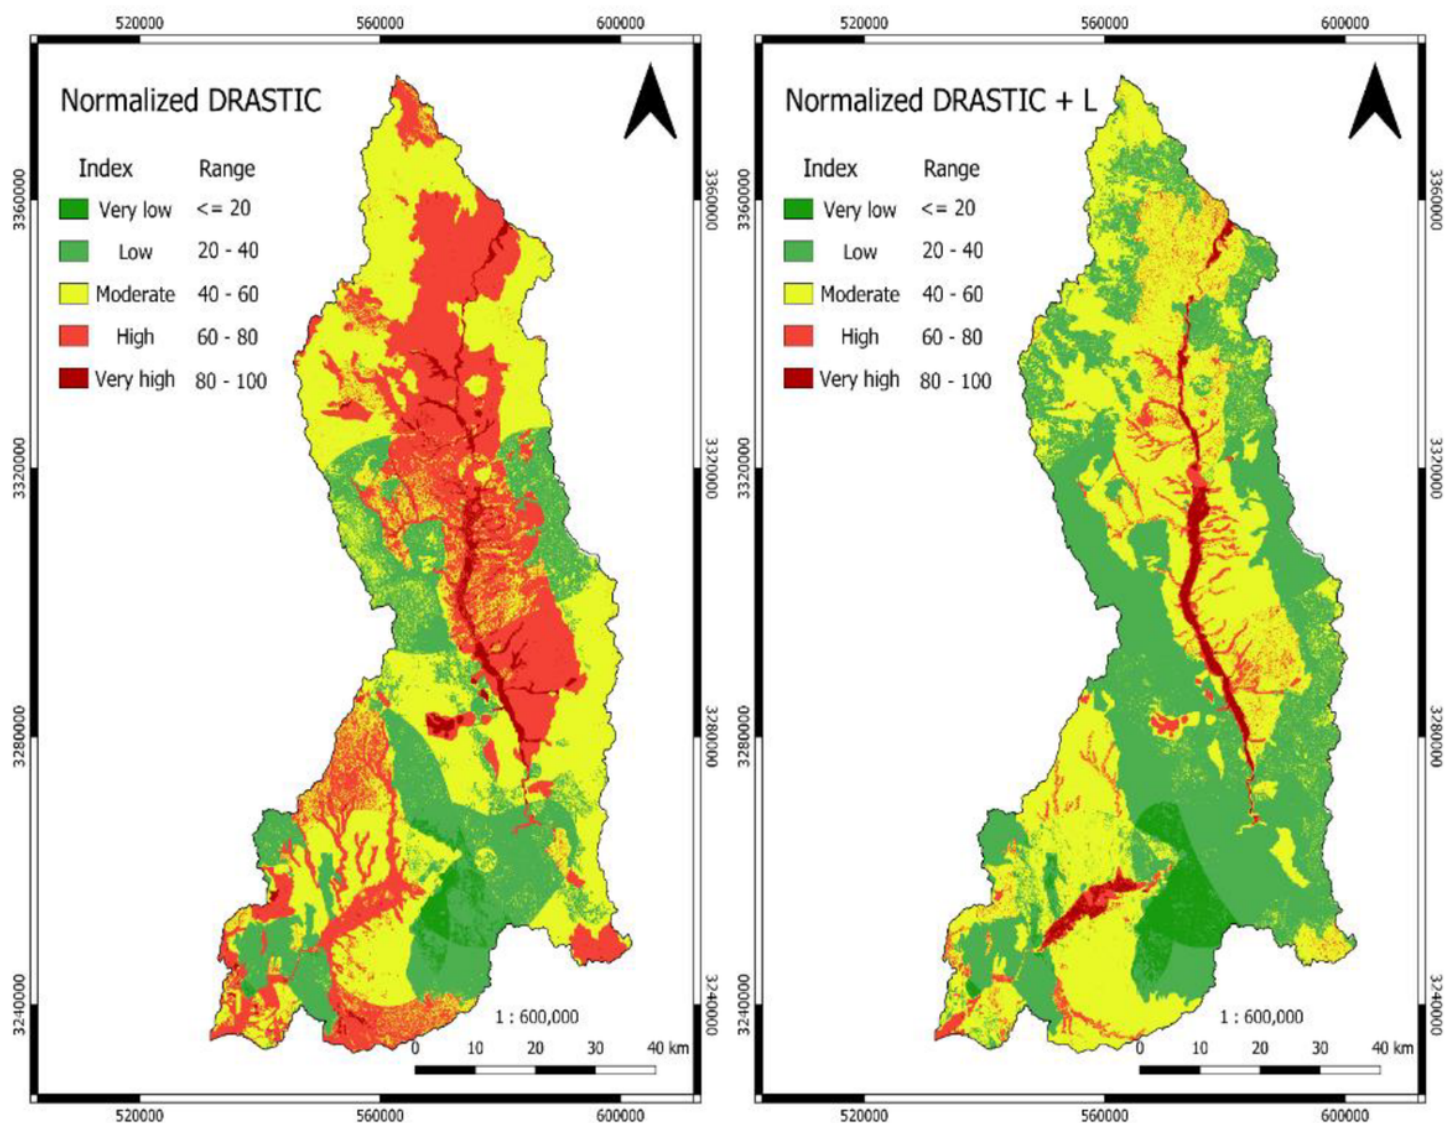 520000 560000 600000
Normalized DRASTIC
Index Range
Very low <= 20
Low 20 - 40
Moderate 40 - 60
High 60 - 80
Very high 80 - 100
3360000
3320000
3280000
3240000
3360000
3320000
3280000
3240000
1 : 600,000
0 10 20 30 40 km
520000 560000 600000
520000 560000 600000
Normalized DRASTIC + L
Index Range
Very low <= 20
Low 20 - 40
Moderate 40 - 60
High 60 - 80
Very high 80 - 100
3360000
3320000
3280000
3240000
3360000
3320000
3280000
3240000
1 : 600,000
0 10 20 30 40 km
520000 560000 600000